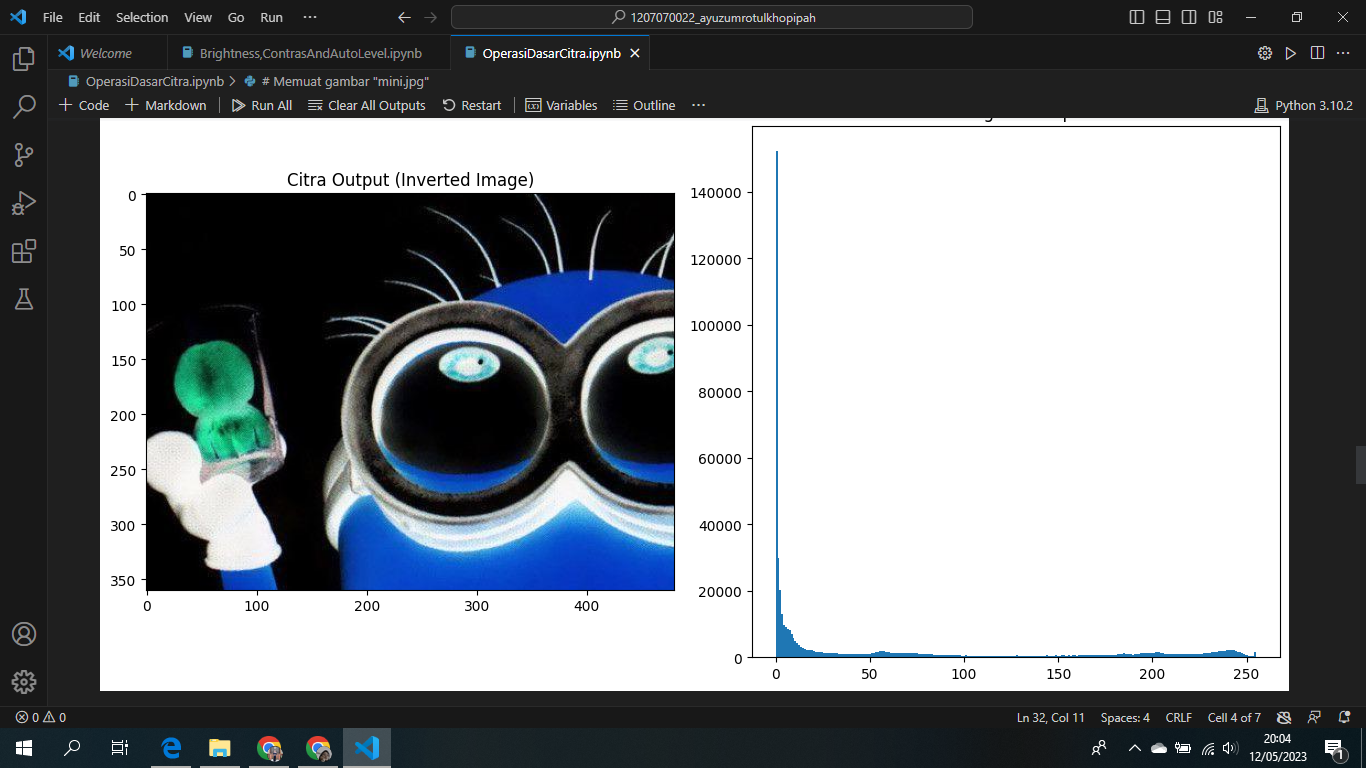 File Edit Selection View Go Run ···
1207070022_ayuzumrotulkhopipah
Welcome
Brightness,ContrasAndAutoLevel.ipynb
OperasiDasarCitra.ipynb
OperasiDasarCitra.ipynb > # Memuat gambar "mini.jpg"
Code
Markdown
Run All
Clear All Outputs
Restart
Variables
Outline
···
Python 3.10.2
Citra Output (Inverted Image)
0
50
100
150
200
250
300
350
0 100 200 300 400
140000
120000
100000
80000
60000
40000
20000
0
0 50 100 150 200 250
0 0
Ln 32, Col 11
Spaces: 4
CRLF
Cell 4 of 7
20:04
12/05/2023
1